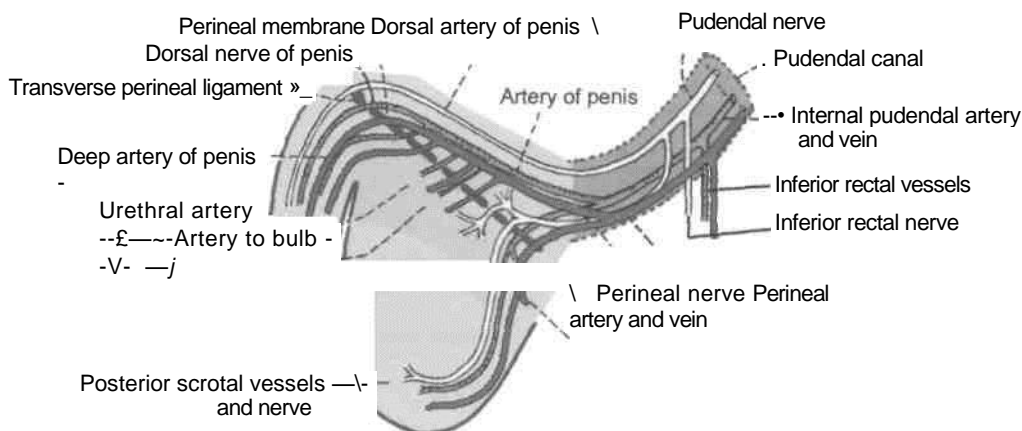 Perineal membrane Dorsal artery of penis \
Pudendal nerve
Dorsal nerve of penis
. Pudendal canal
Transverse perineal ligament »_
Artery of penis
--• Internal pudendal artery
and vein
Deep artery of penis
-
Inferior rectal vessels
Urethral artery
Inferior rectal nerve
--£—~-Artery to bulb -
-V- —j
\ Perineal nerve Perineal
artery and vein
Posterior scrotal vessels —\-
and nerve